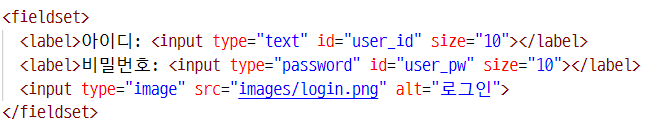 <fieldset>
<label>아이디: <input type="text" id="user_id" size="10"></label>
<label>비밀번호: <input type="password" id="user_pw" size="10"></label>
<input type="image" src="images/login.png" alt="로그인">
</fieldset>